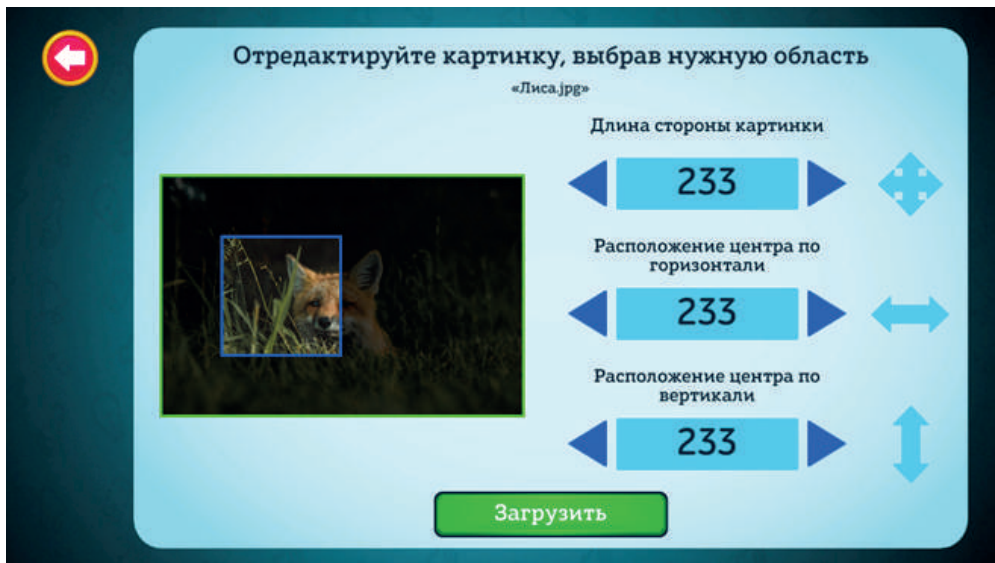 Отредактируйте картинку, выбрав нужную область
«Лиса.jpg»
Длина стороны картинки
233
Расположение центра по
горизонтали
233
Расположение центра по
вертикали
233
Загрузить